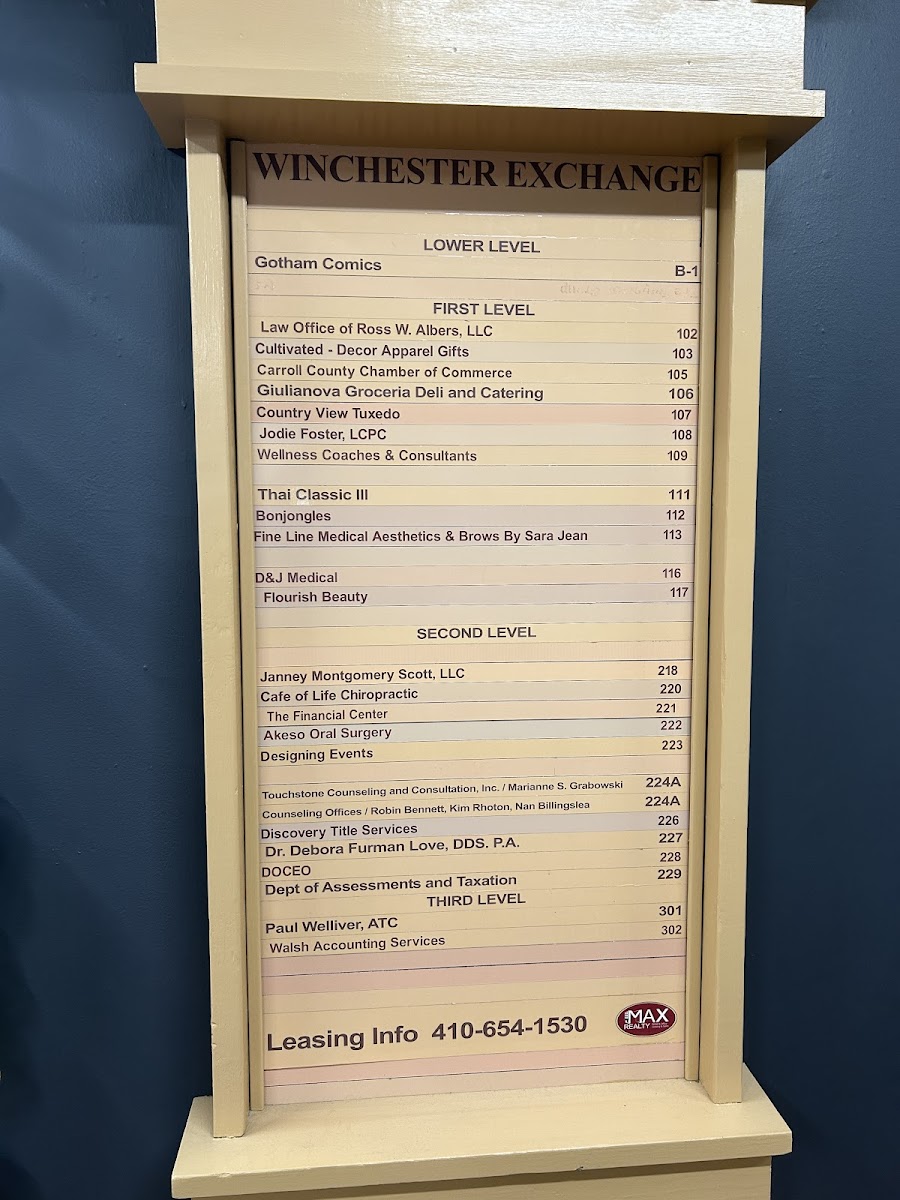 WINCHESTER EXCHANGE
LOWER LEVEL
Gotham Comics B-1
FIRST LEVEL
Law Office of Ross W. Albers, LLC 102
Cultivated - Decor Apparel Gifts 103
Carroll County Chamber of Commerce 105
Giulianova Groceria Deli and Catering 106
Country View Tuxedo 107
Jodie Foster, LCPC 108
Wellness Coaches & Consultants 109
Thai Classic III 111
Bonjongles 112
Fine Line Medical Aesthetics & Brows By Sara Jean 113
D&J Medical 116
Flourish Beauty 117
SECOND LEVEL
Janney Montgomery Scott, LLC 218
Cafe of Life Chiropractic 220
The Financial Center 221
Akeso Oral Surgery 222
Designing Events 223
Touchstone Counseling and Consultation, Inc. / Marianne S. Grabowski 224A
Counseling Offices / Robin Bennett, Kim Rhoton, Nan Billingslea 224A
Discovery Title Services 226
Dr. Debora Furman Love, DDS. P.A. 227
DOCEO 228
Dept of Assessments and Taxation 229
THIRD LEVEL
Paul Welliver, ATC 301
Walsh Accounting Services 302
Leasing Info 410-654-1530
MAX
REALTY